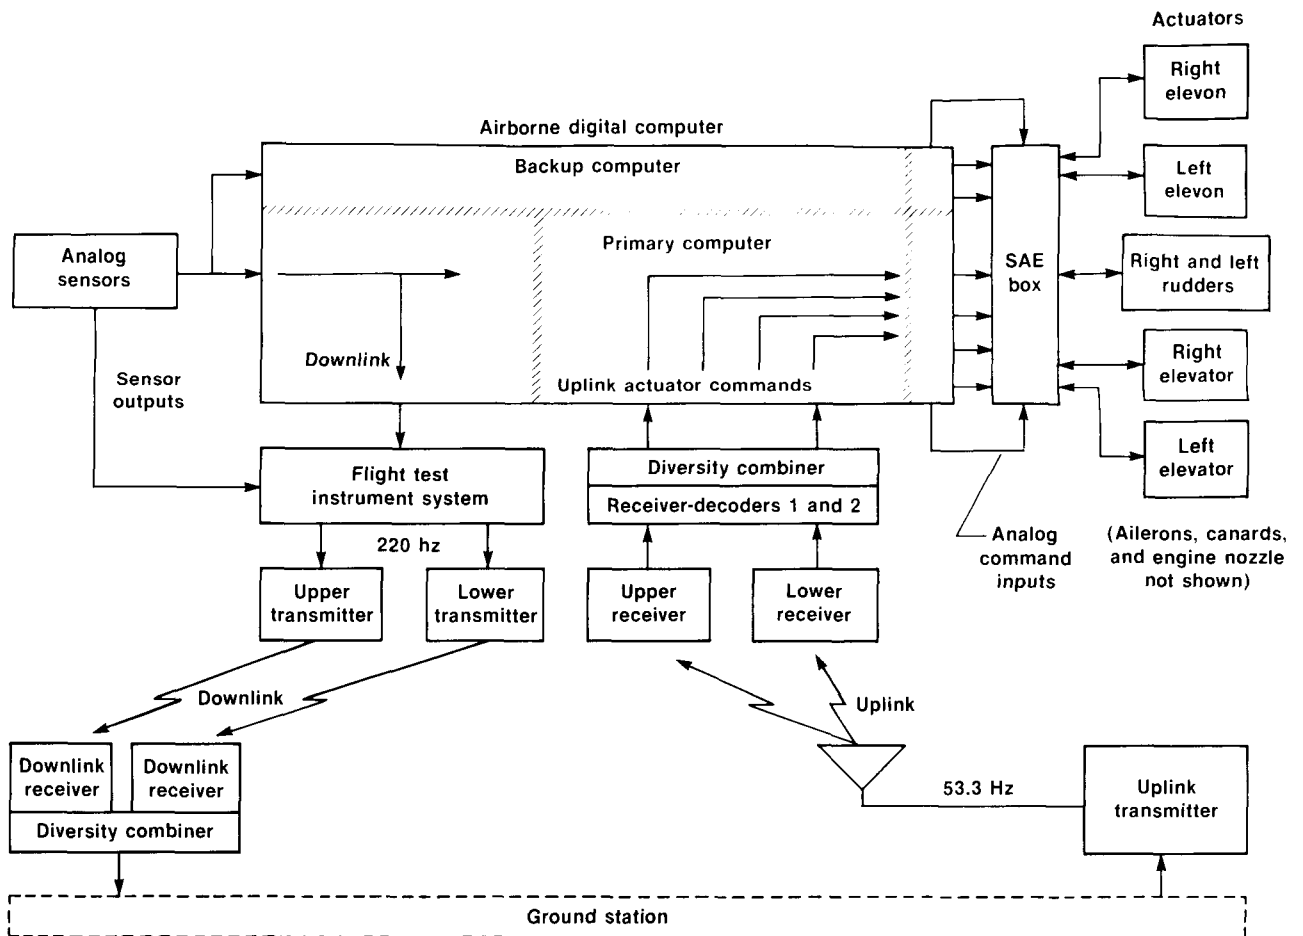 Actuators
Right
elevon
Airborne digital computer
Backup computer
Left
elevon
Analog
sensors
Primary computer
SAE
box
Right and left
rudders
Downlink
Sensor
outputs
Uplink actuator commands
Right
elevator
Left
elevator
Flight test
instrument system
Diversity combiner
Receiver-decoders 1 and 2
220 hz
Analog
command
inputs
(Ailerons, canards,
and engine nozzle
not shown)
Upper
transmitter
Lower
transmitter
Upper
receiver
Lower
receiver
Downlink
Uplink
Downlink
receiver
Downlink
receiver
Diversity combiner
53.3 Hz
Uplink
transmitter
Ground station